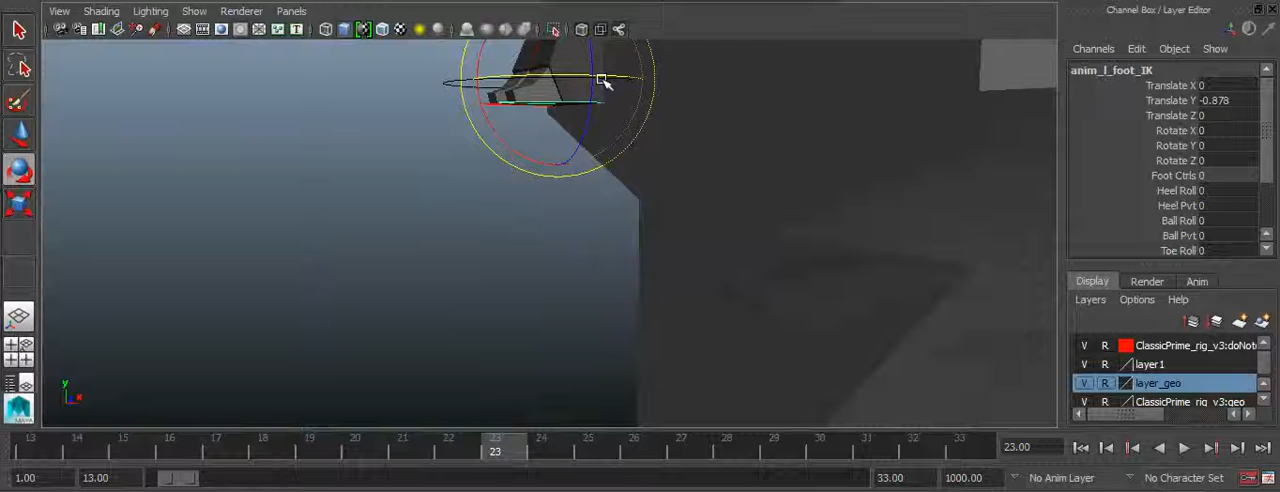 View Shading Lighting Show Renderer Panels
Channel Box / Layer Editor
Channels Edit Object Show
anim_l_foot_IK
Translate X 0
Translate Y -0.878
Translate Z 0
Rotate X 0
Rotate Y 0
Rotate Z 0
Foot Ctrls 0
Heel Roll 0
Heel Pvt 0
Ball Roll 0
Ball Pvt 0
Toe Roll 0
Display Render Anim
Layers Options Help
V R ClassicPrime_rig_v3:doNot
V R layer1
V R layer_geo
V R ClassicPrime_rig_v3:geo
y
x
MAYA
13 14 15 16 17 18 19 20 21 22 23 24 25 26 27 28 29 30 31 32 33
23
23.00
1.00 13.00 33.00 1000.00 No Anim Layer No Character Set